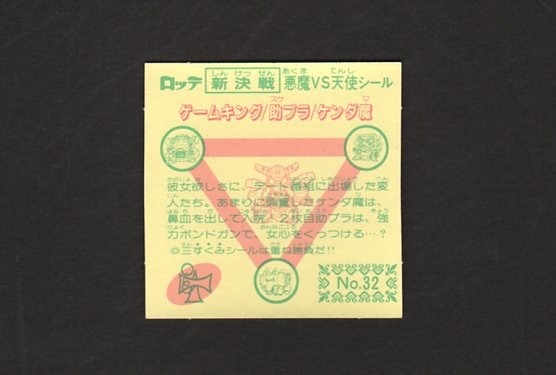 ロッテ 新決戦 悪魔VS天使シール
ゲームキング/助プラ/ケンダ魔
彼女欲しさに、デート番組に出場した変
人たち。あまりに興奮したケンダ魔は、
鼻血を出して入院。2枚目助プラは、強
力ボンドガンで、女心をくっつける…?
◎三すくみシールは重ね勝負だ!!
No.32